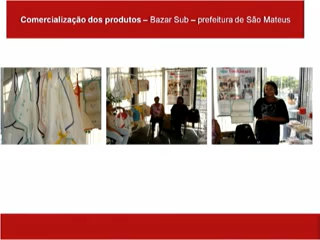 Comercialização dos produtos – Bazar Sub – prefeitura de São Mateus